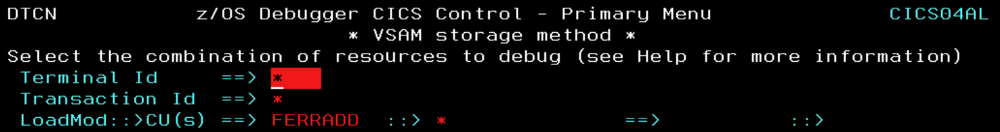 DTCN z/OS Debugger CICS Control - Primary Menu CICS04AL
* VSAM storage method *
Select the combination of resources to debug (see Help for more information)
Terminal Id ==> *
Transaction Id ==> *
LoadMod::>CU(s) ==> FERRADD ::> * ==> ::>